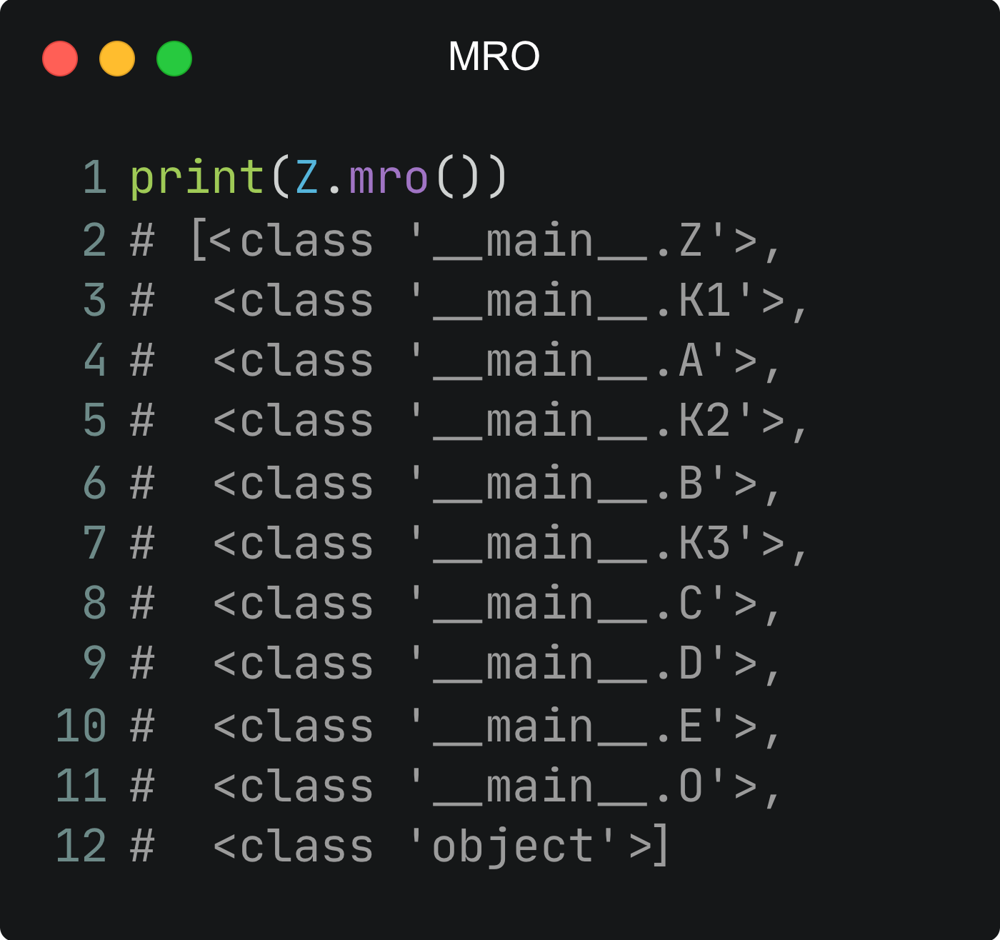 MRO
1 print(Z.mro())
2 # [<class '__main__.Z'>,
3 #  <class '__main__.K1'>,
4 #  <class '__main__.A'>,
5 #  <class '__main__.K2'>,
6 #  <class '__main__.B'>,
7 #  <class '__main__.K3'>,
8 #  <class '__main__.C'>,
9 #  <class '__main__.D'>,
10 #  <class '__main__.E'>,
11 #  <class '__main__.O'>,
12 #  <class 'object'>]